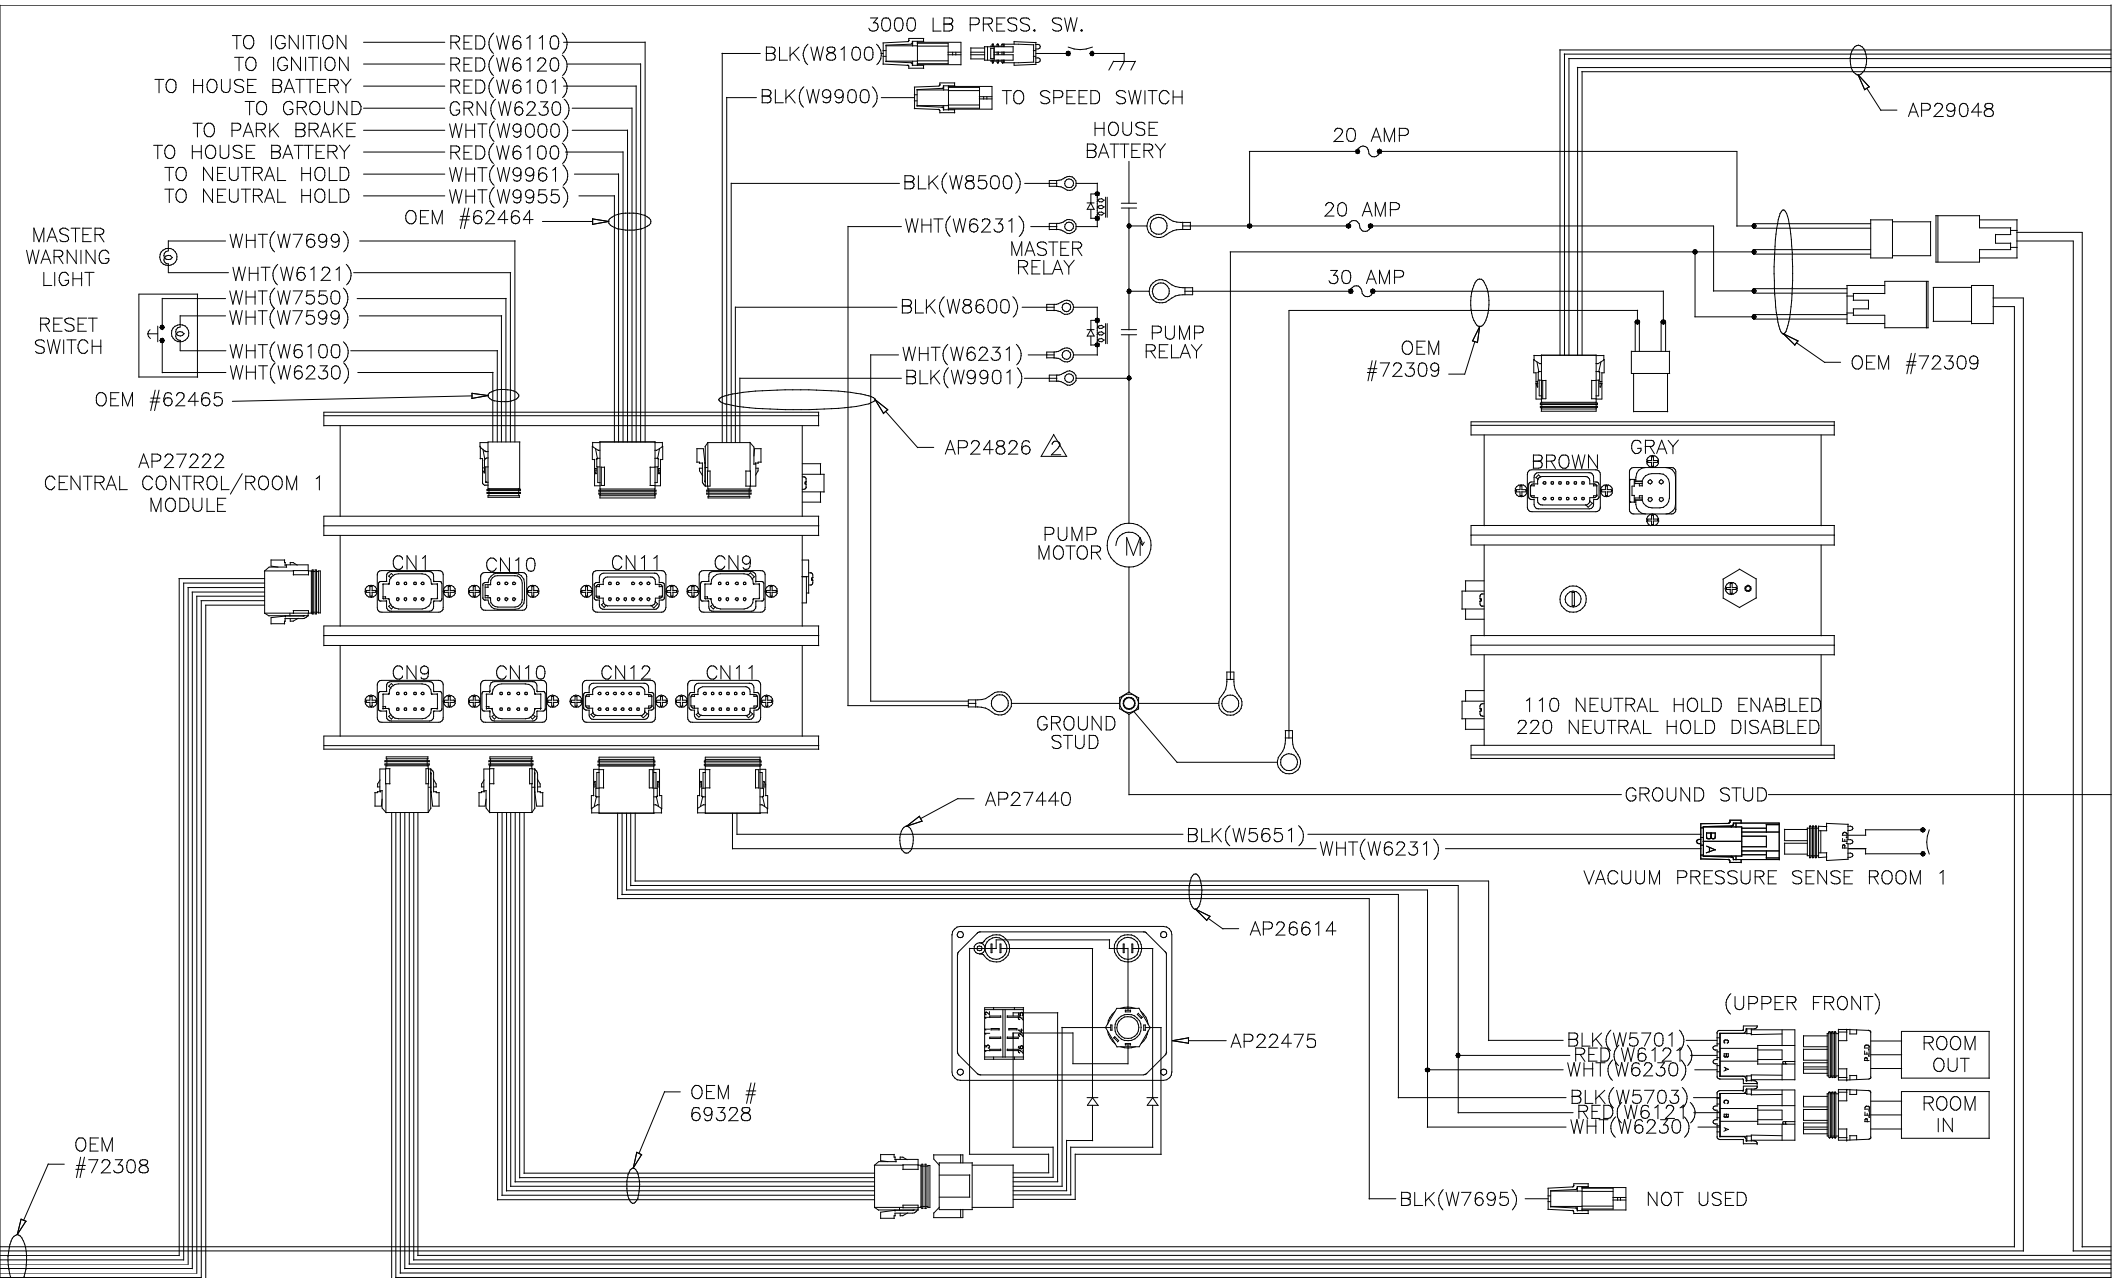 3000 LB PRESS. SW.
TO IGNITION RED(W6110)
TO IGNITION RED(W6120)
TO HOUSE BATTERY RED(W6101)
TO GROUND GRN(W6230)
TO PARK BRAKE WHT(W9000)
TO HOUSE BATTERY RED(W6100)
TO NEUTRAL HOLD WHT(W9961)
TO NEUTRAL HOLD WHT(W9955)
OEM #62464
BLK(W8100)
BLK(W9900) TO SPEED SWITCH
HOUSE
BATTERY
20 AMP
AP29048
BLK(W8500)
WHT(W6231)
MASTER
RELAY
20 AMP
30 AMP
MASTER
WARNING
LIGHT
WHT(W7699)
WHT(W6121)
RESET
SWITCH
WHT(W7550)
WHT(W7599)
WHT(W6100)
WHT(W6230)
OEM #62465
BLK(W8600)
WHT(W6231)
BLK(W9901)
PUMP
RELAY
OEM
#72309
OEM #72309
AP24826 2
AP27222
CENTRAL CONTROL/ROOM 1
MODULE
BROWN
GRAY
PUMP
MOTOR
M
CN1
CN10
CN11
CN9
CN9
CN10
CN12
CN11
GROUND
STUD
110 NEUTRAL HOLD ENABLED
220 NEUTRAL HOLD DISABLED
GROUND STUD
AP27440
BLK(W5651)
WHT(W6231)
B
A
P.E.D
VACUUM PRESSURE SENSE ROOM 1
AP26614
AP22475
(UPPER FRONT)
BLK(W5701)
RED(W6121)
WHT(W6230)
C
B
A
P.E.D
ROOM
OUT
BLK(W5703)
RED(W6121)
WHT(W6230)
C
B
A
P.E.D
ROOM
IN
OEM #
69328
OEM
#72308
BLK(W7695) NOT USED